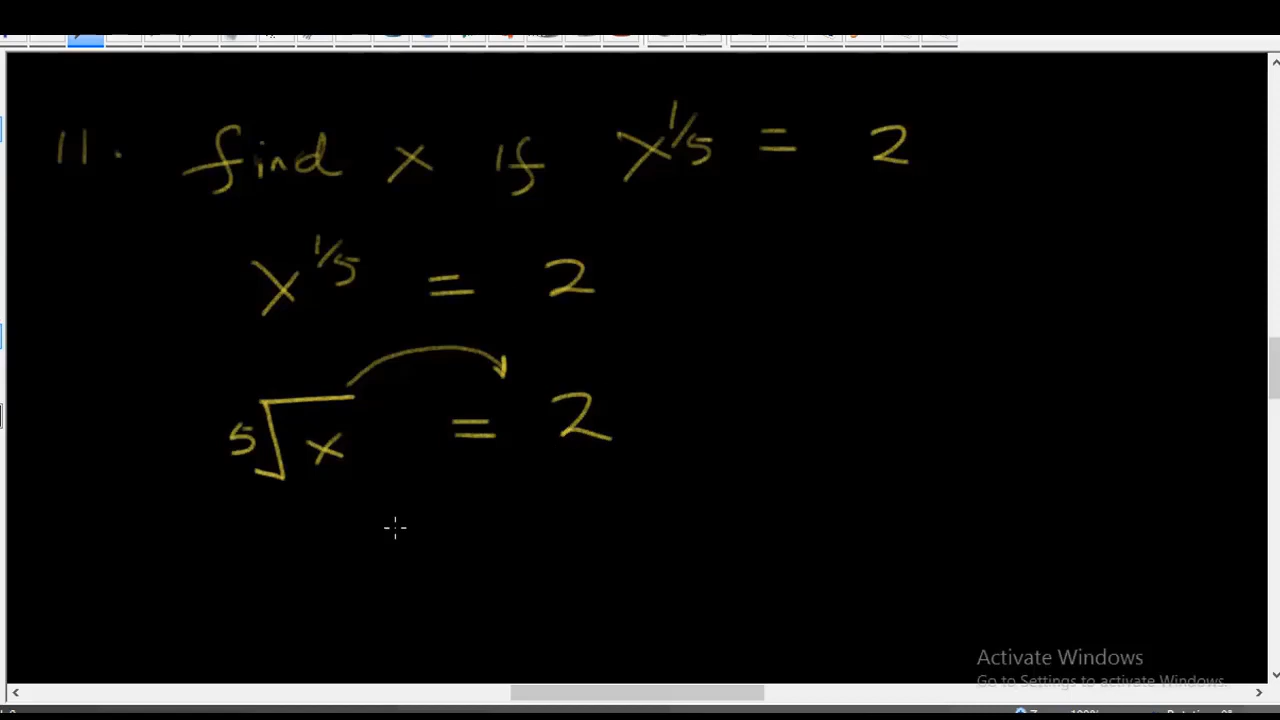 11. find x if x^1/5 = 2
x^1/5 = 2
5√x = 2
Activate Windows
Go to Settings to activate Windows.